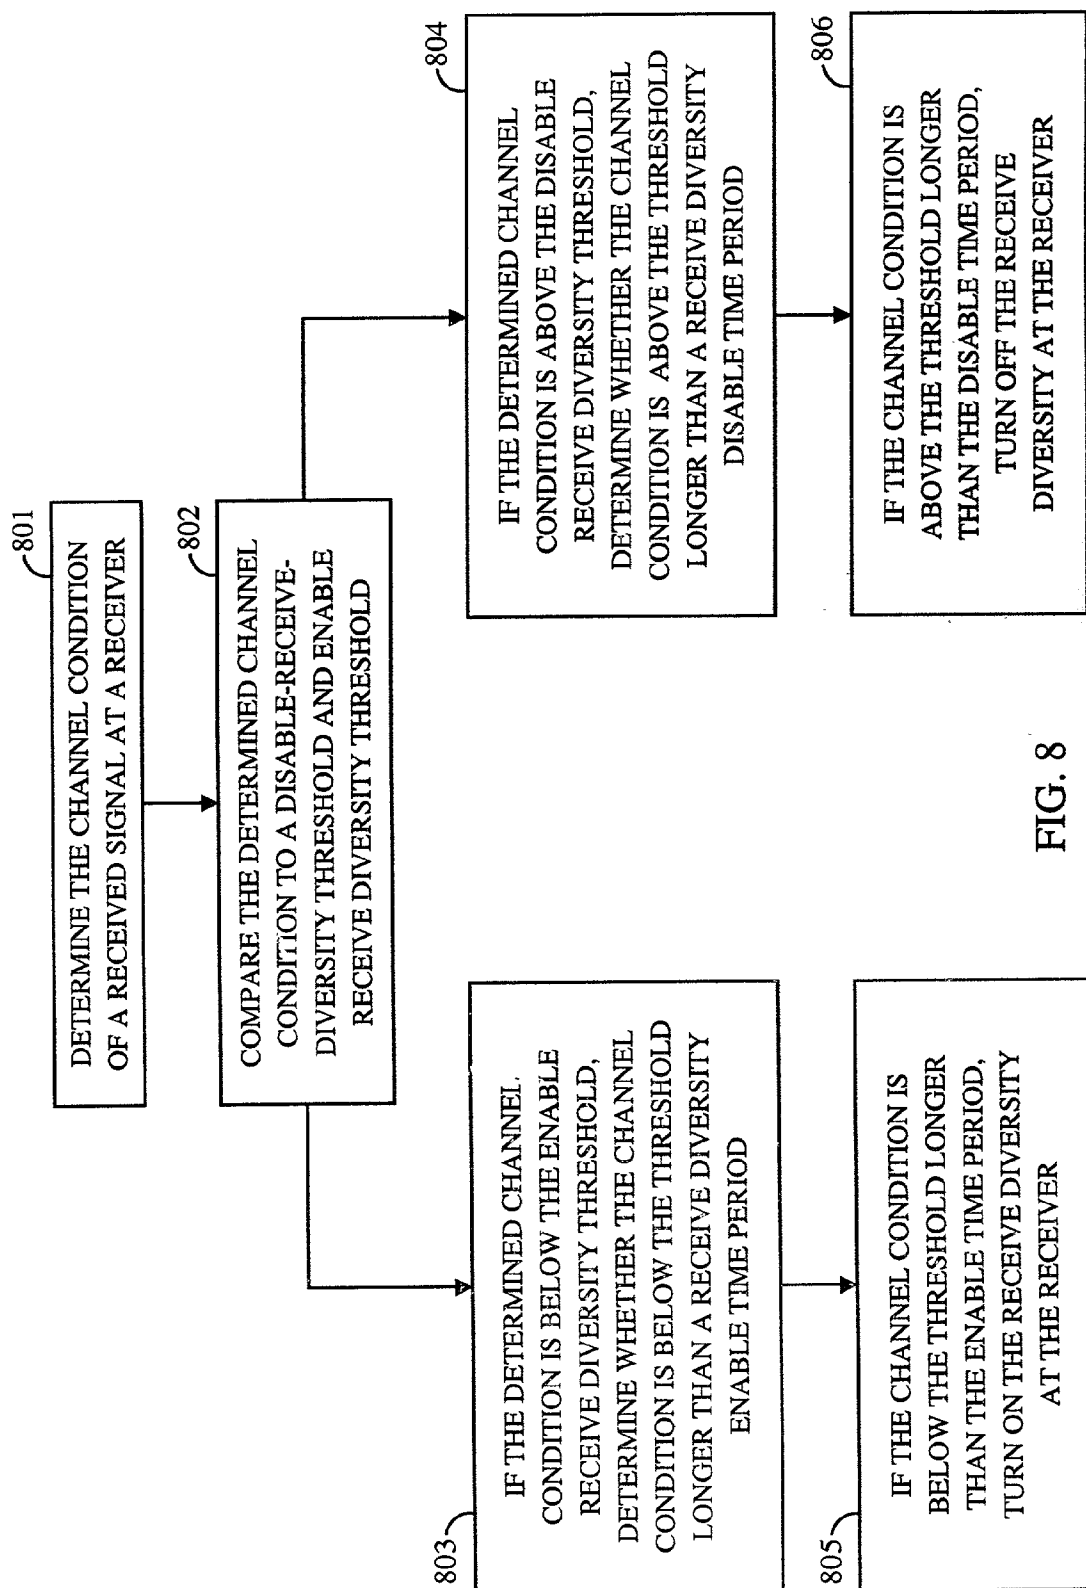 801
DETERMINE THE CHANNEL CONDITION
OF A RECEIVED SIGNAL AT A RECEIVER
802
COMPARE THE DETERMINED CHANNEL
CONDITION TO A DISABLE-RECEIVE-
DIVERSITY THRESHOLD AND ENABLE
RECEIVE DIVERSITY THRESHOLD
803
IF THE DETERMINED CHANNEL
CONDITION IS BELOW THE ENABLE
RECEIVE DIVERSITY THRESHOLD,
DETERMINE WHETHER THE CHANNEL
CONDITION IS BELOW THE THRESHOLD
LONGER THAN A RECEIVE DIVERSITY
ENABLE TIME PERIOD
804
IF THE DETERMINED CHANNEL
CONDITION IS ABOVE THE DISABLE
RECEIVE DIVERSITY THRESHOLD,
DETERMINE WHETHER THE CHANNEL
CONDITION IS ABOVE THE THRESHOLD
LONGER THAN A RECEIVE DIVERSITY
DISABLE TIME PERIOD
805
IF THE CHANNEL CONDITION IS
BELOW THE THRESHOLD LONGER
THAN THE ENABLE TIME PERIOD,
TURN ON THE RECEIVE DIVERSITY
AT THE RECEIVER
806
IF THE CHANNEL CONDITION IS
ABOVE THE THRESHOLD LONGER
THAN THE DISABLE TIME PERIOD,
TURN OFF THE RECEIVE
DIVERSITY AT THE RECEIVER
FIG. 8